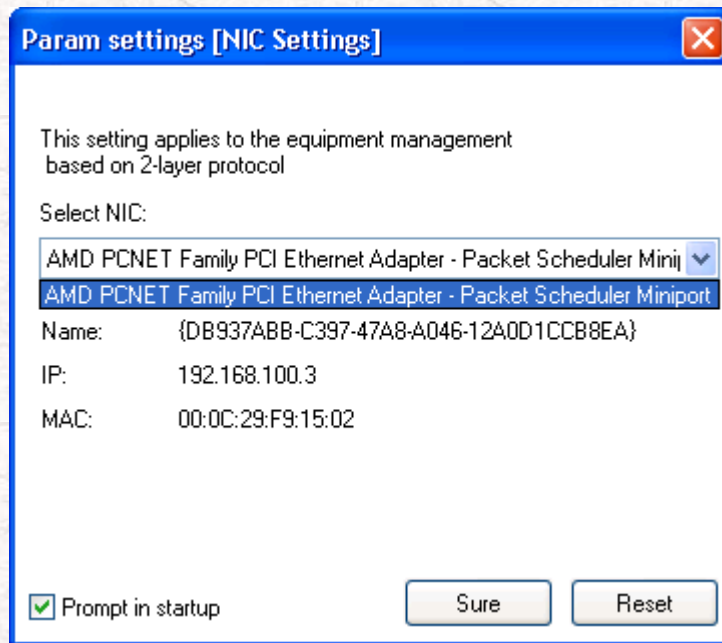 Param settings [NIC Settings]
This setting applies to the equipment management
based on 2-layer protocol
Select NIC:
AMD PCNET Family PCI Ethernet Adapter - Packet Scheduler Minip
AMD PCNET Family PCI Ethernet Adapter - Packet Scheduler Miniport
Name: {DB937ABB-C397-47A8-A046-12A0D1CCB8EA}
IP: 192.168.100.3
MAC: 00:0C:29:F9:15:02
Prompt in startup
Sure
Reset